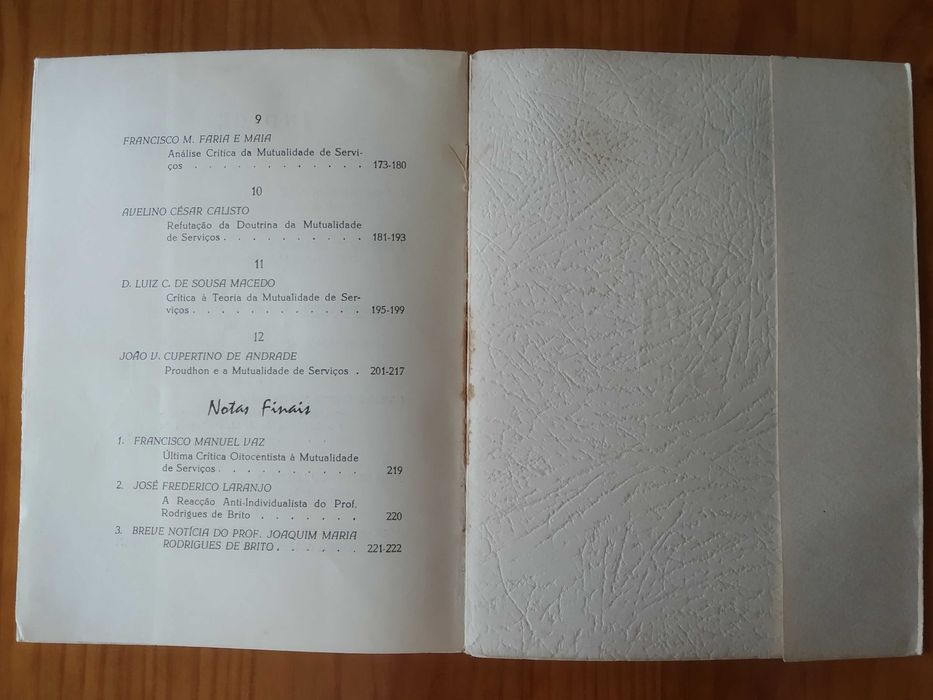 9
FRANCISCO M. FARIA E MAIA
Análise Crítica da Mutualidade de Servi-
ços . . . . . . . . . . . . 173-180
10
AVELINO CÉSAR CALISTO
Refutação da Doutrina da Mutualidade
de Serviços . . . . . . . . . . 181-193
11
D. LUIZ C. DE SOUSA MACEDO
Crítica à Teoria da Mutualidade de Ser-
viços . . . . . . . . . . . . 195-199
12
JOÃO V. CUPERTINO DE ANDRADE
Proudhon e a Mutualidade de Serviços . 201-217
Notas Finais
1. FRANCISCO MANUEL VAZ
Última Crítica Oitocentista à Mutualidade
de Serviços . . . . . . . . . 219
2. JOSÉ FREDERICO LARANJO
A Reacção Anti-Individualista do Prof.
Rodrigues de Brito . . . . . . . 220
3. BREVE NOTÍCIA DO PROF. JOAQUIM MARIA
RODRIGUES DE BRITO . . . . . . 221-222